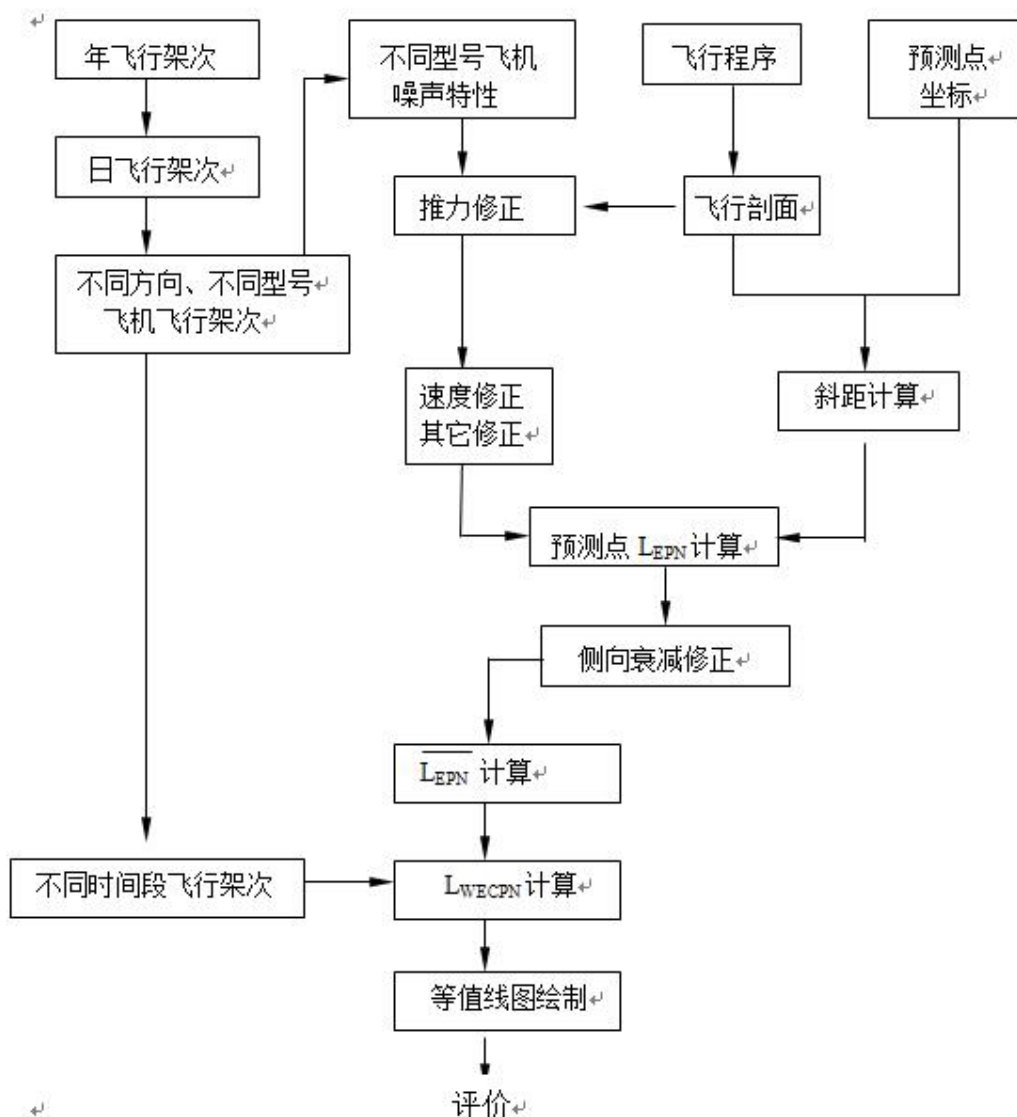 年飞行架次
不同型号飞机
噪声特性
飞行程序
预测点
坐标
日飞行架次
推力修正
飞行剖面
不同方向、不同型号
飞机飞行架次
速度修正
其它修正
斜距计算
预测点 LEPN 计算
侧向衰减修正
LEPN 计算
不同时间段飞行架次
LWECPN 计算
等值线图绘制
评价